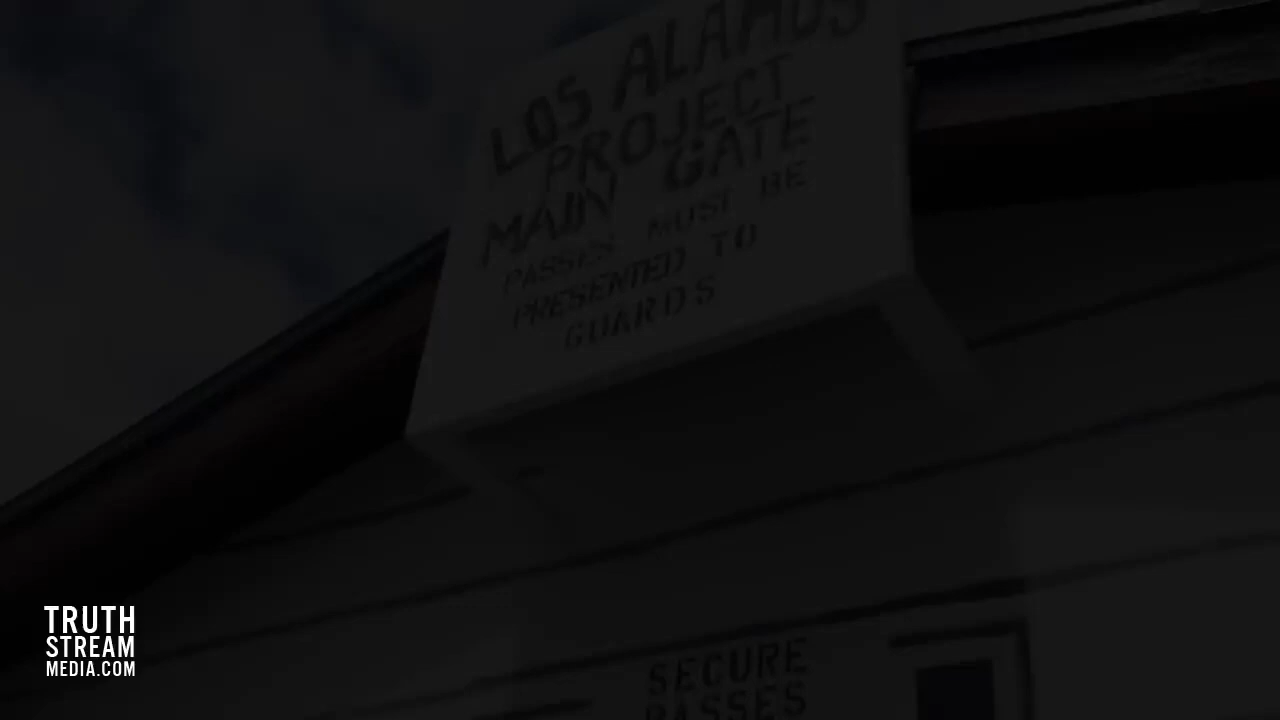 LOS ALAMOS
PROJECT
MAIN GATE
PASSES MUST BE
PRESENTED TO
GUARDS
SECURE
PASSES
TRUTH
STREAM
MEDIA.COM